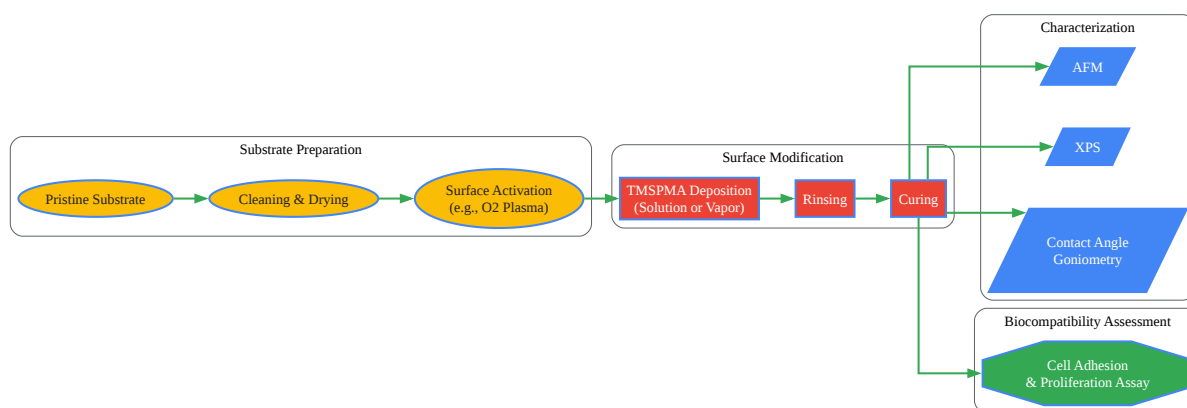 Substrate Preparation
Pristine Substrate
Cleaning & Drying
Surface Activation
(e.g., O2 Plasma)
Surface Modification
TMSPMA Deposition
(Solution or Vapor)
Rinsing
Curing
Characterization
AFM
XPS
Contact Angle
Goniometry
Biocompatibility Assessment
Cell Adhesion
& Proliferation Assay